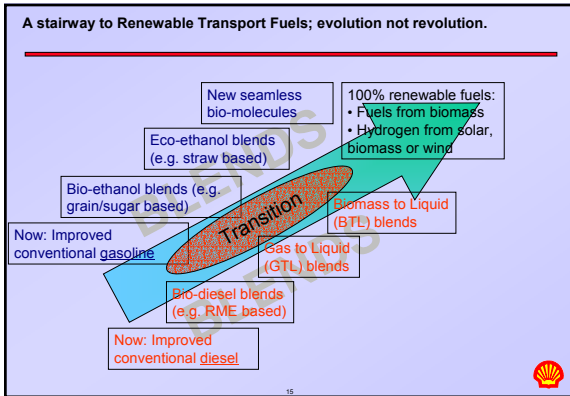 A stairway to Renewable Transport Fuels; evolution not revolution.
New seamless
bio-molecules
100% renewable fuels:
• Fuels from biomass
• Hydrogen from solar,
biomass or wind
Eco-ethanol blends
(e.g. straw based)
Bio-ethanol blends (e.g.
grain/sugar based)
Now: Improved
conventional gasoline
BLENDS
Transition
BLENDS
Biomass to Liquid
(BTL) blends
Gas to Liquid
(GTL) blends
Bio-diesel blends
(e.g. RME based)
Now: Improved
conventional diesel
15